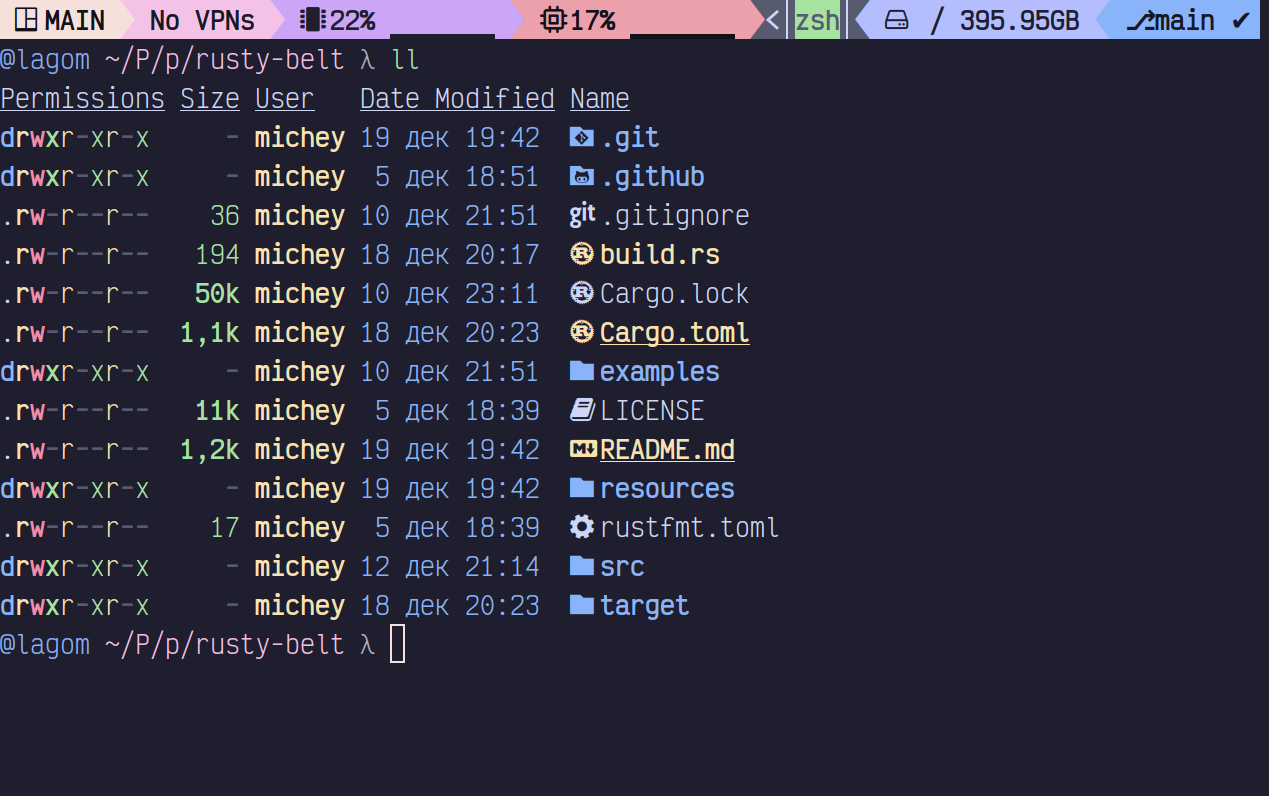 MAIN No VPNs 22% 17% < zsh / 395.95GB ⎇main ✔
@lagom ~/P/p/rusty-belt λ ll
Permissions Size User Date Modified Name
drwxr-xr-x - michey 19 дек 19:42 .git
drwxr-xr-x - michey 5 дек 18:51 .github
.rw-r--r-- 36 michey 10 дек 21:51 git .gitignore
.rw-r--r-- 194 michey 18 дек 20:17 build.rs
.rw-r--r-- 50k michey 10 дек 23:11 Cargo.lock
.rw-r--r-- 1,1k michey 18 дек 20:23 Cargo.toml
drwxr-xr-x - michey 10 дек 21:51 examples
.rw-r--r-- 11k michey 5 дек 18:39 LICENSE
.rw-r--r-- 1,2k michey 19 дек 19:42 README.md
drwxr-xr-x - michey 19 дек 19:42 resources
.rw-r--r-- 17 michey 5 дек 18:39 rustfmt.toml
drwxr-xr-x - michey 12 дек 21:14 src
drwxr-xr-x - michey 18 дек 20:23 target
@lagom ~/P/p/rusty-belt λ